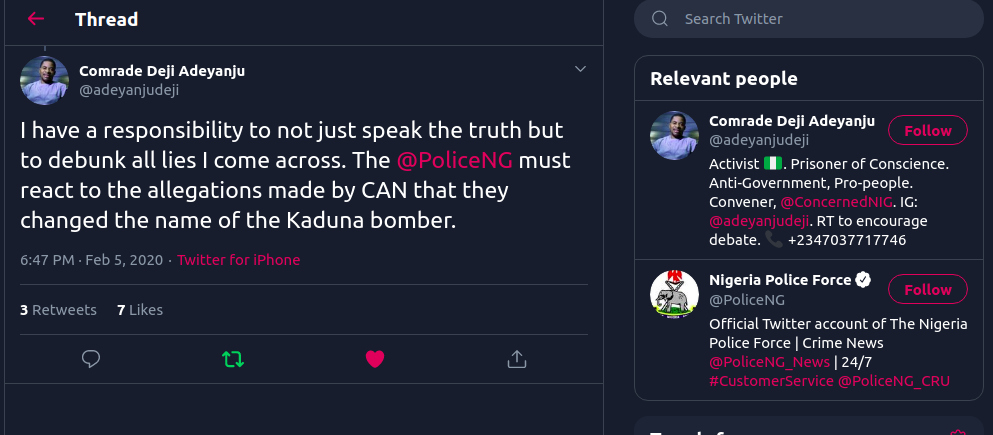 Thread
Comrade Deji Adeyanju
@adeyanjudeji
I have a responsibility to not just speak the truth but
to debunk all lies I come across. The @PoliceNG must
react to the allegations made by CAN that they
changed the name of the Kaduna bomber.
6:47 PM · Feb 5, 2020 · Twitter for iPhone
3 Retweets 7 Likes
Search Twitter
Relevant people
Comrade Deji Adeyanju
@adeyanjudeji
Follow
Activist 🇳🇬. Prisoner of Conscience.
Anti-Government, Pro-people.
Convener, @ConcernedNIG. IG:
@adeyanjudeji. RT to encourage
debate. 📞 +2347037717746
Nigeria Police Force
@PoliceNG
Follow
Official Twitter account of The Nigeria
Police Force | Crime News
@PoliceNG_News | 24/7
#CustomerService @PoliceNG_CRU